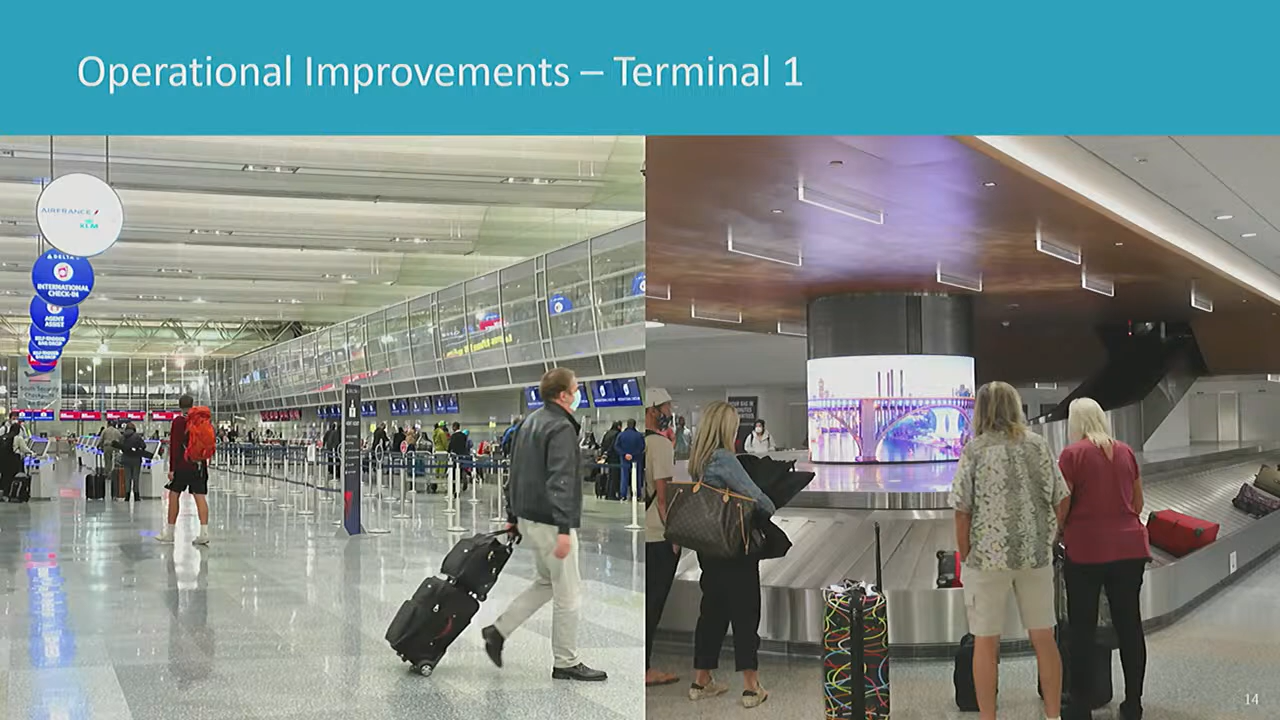 Operational Improvements – Terminal 1
AIRFRANCE
KLM
DELTA
INTERNATIONAL
CHECK-IN
AGENT
ASSIST
14